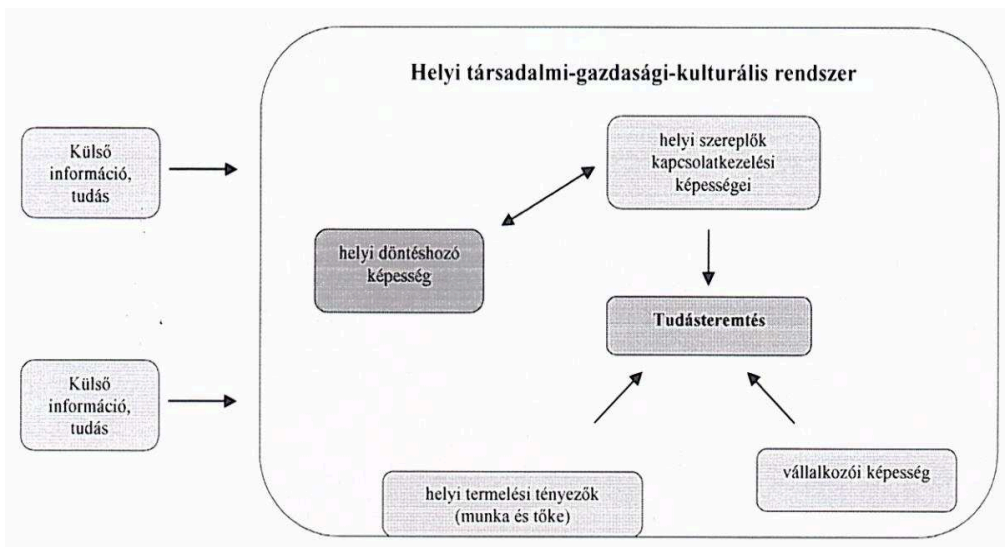 Helyi társadalmi-gazdasági-kulturális rendszer
Külső
információ,
tudás
helyi szereplők
kapcsolatkezelési
képességei
helyi döntéshozó
képesség
Tudásteremtés
Külső
információ,
tudás
helyi termelési tényezők
(munka és tőke)
vállalkozói képesség